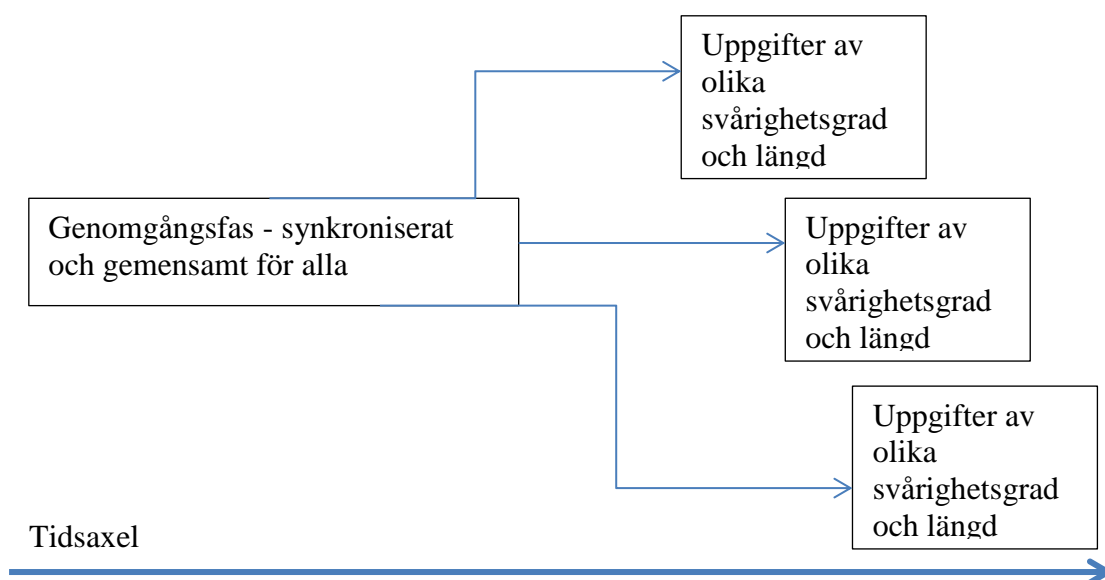 Uppgifter av
olika
svårighetsgrad
och längd
Genomgångsfas - synkroniserat
och gemensamt för alla
Uppgifter av
olika
svårighetsgrad
och längd
Uppgifter av
olika
svårighetsgrad
och längd
Tidsaxel